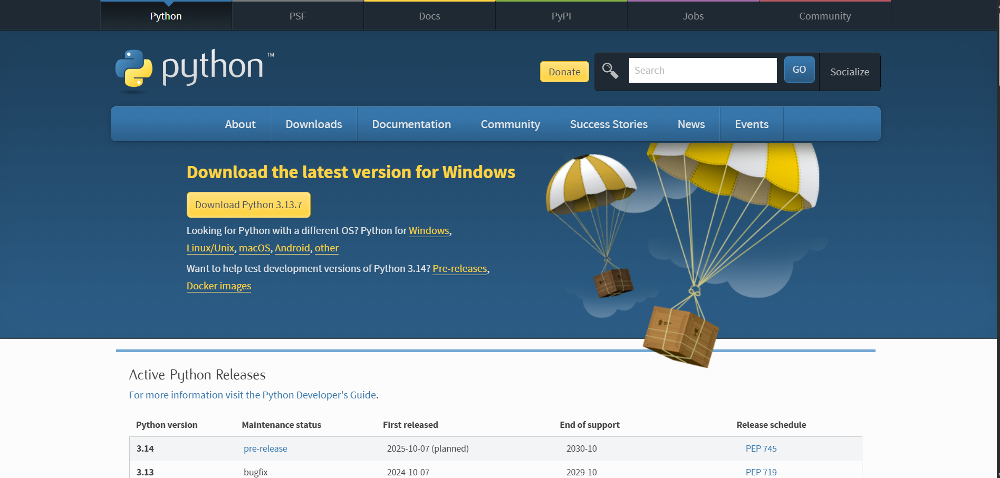 Python PSF Docs PyPI Jobs Community
python™
Donate Search GO Socialize
About Downloads Documentation Community Success Stories News Events
Download the latest version for Windows
Download Python 3.13.7
Looking for Python with a different OS? Python for Windows,
Linux/Unix, macOS, Android, other
Want to help test development versions of Python 3.14? Pre-releases,
Docker images
Active Python Releases
For more information visit the Python Developer's Guide.
Python version Maintenance status First released End of support Release schedule
3.14 pre-release 2025-10-07 (planned) 2030-10 PEP 745
3.13 bugfix 2024-10-07 2029-10 PEP 719